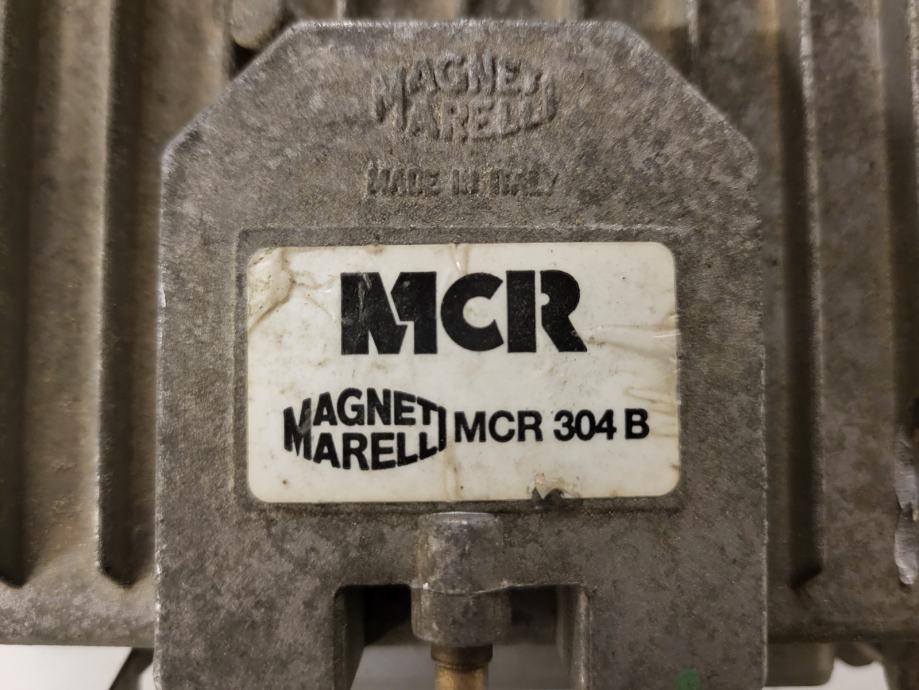 MAGNETI
MARELLI
MADE IN ITALY
MCR
MAGNETI
MARELLI
MCR 304 B